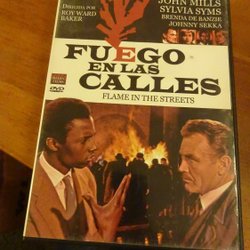 JOHN MILLS
SYLVIA SYMS
BRENDA DE BANZIE
JOHNNY SEKKA
DIRIGIDA POR
ROY WARD
BAKER
FUEGO
EN LAS
CALLES
FLAME IN THE STREETS
DVD